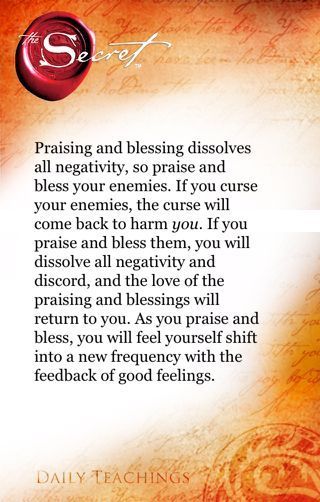 the Secret™
Praising and blessing dissolves
all negativity, so praise and
bless your enemies. If you curse
your enemies, the curse will
come back to harm you. If you
praise and bless them, you will
dissolve all negativity and
discord, and the love of the
praising and blessings will
return to you. As you praise and
bless, you will feel yourself shift
into a new frequency with the
feedback of good feelings.
DAILY TEACHINGS